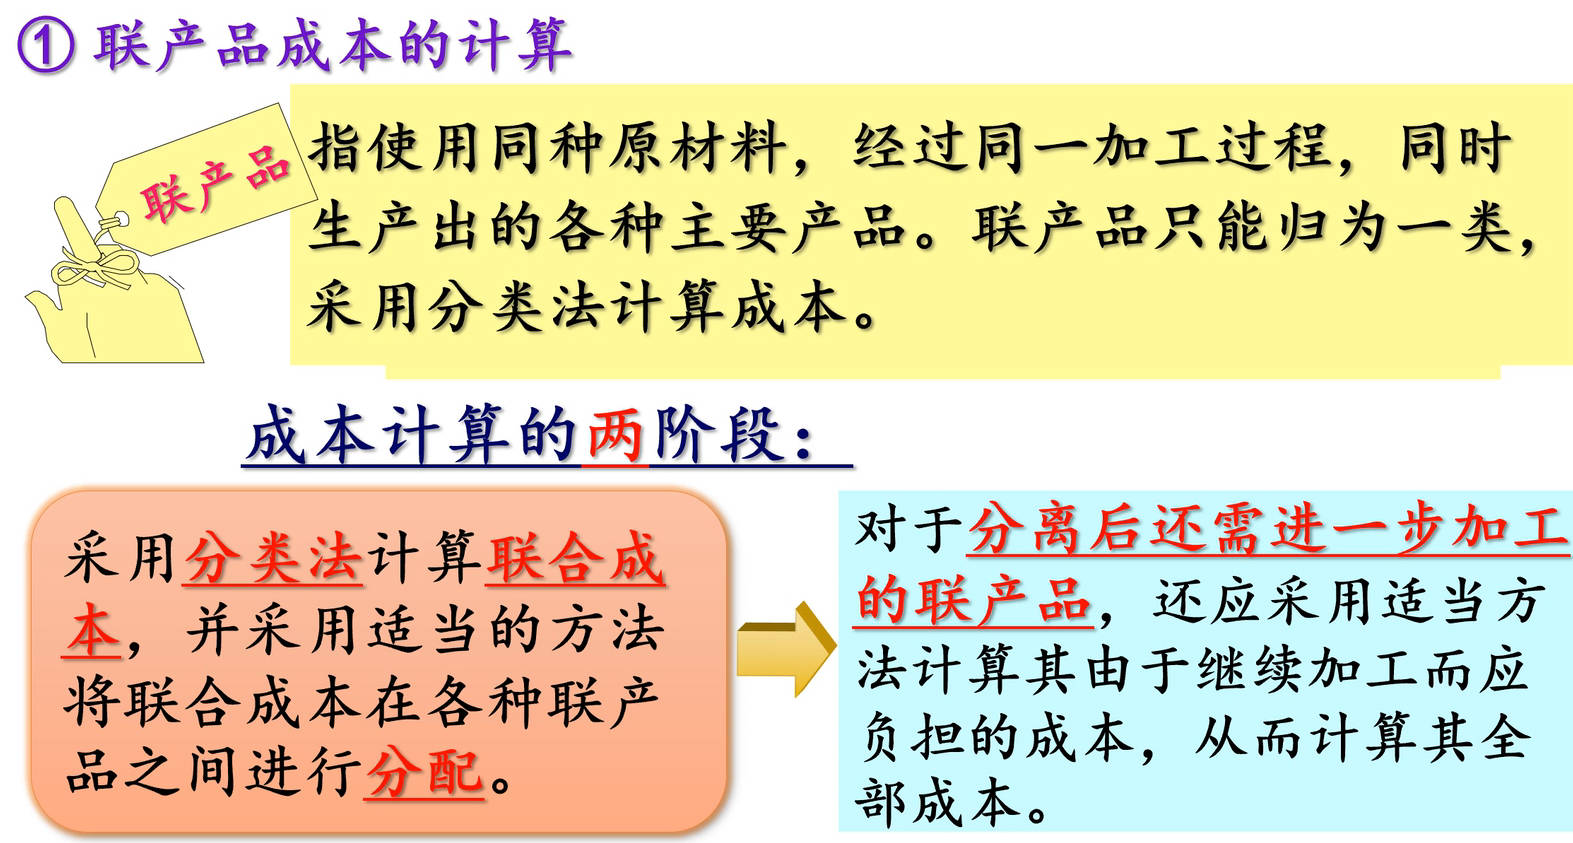 ① 联产品成本的计算
联产品
指使用同种原材料，经过同一加工过程，同时
生产出的各种主要产品。联产品只能归为一类，
采用分类法计算成本。
成本计算的两阶段：
采用分类法计算联合成
本，并采用适当的方法
将联合成本在各种联产
品之间进行分配。
对于分离后还需进一步加工
的联产品，还应采用适当方
法计算其由于继续加工而应
负担的成本，从而计算其全
部成本。